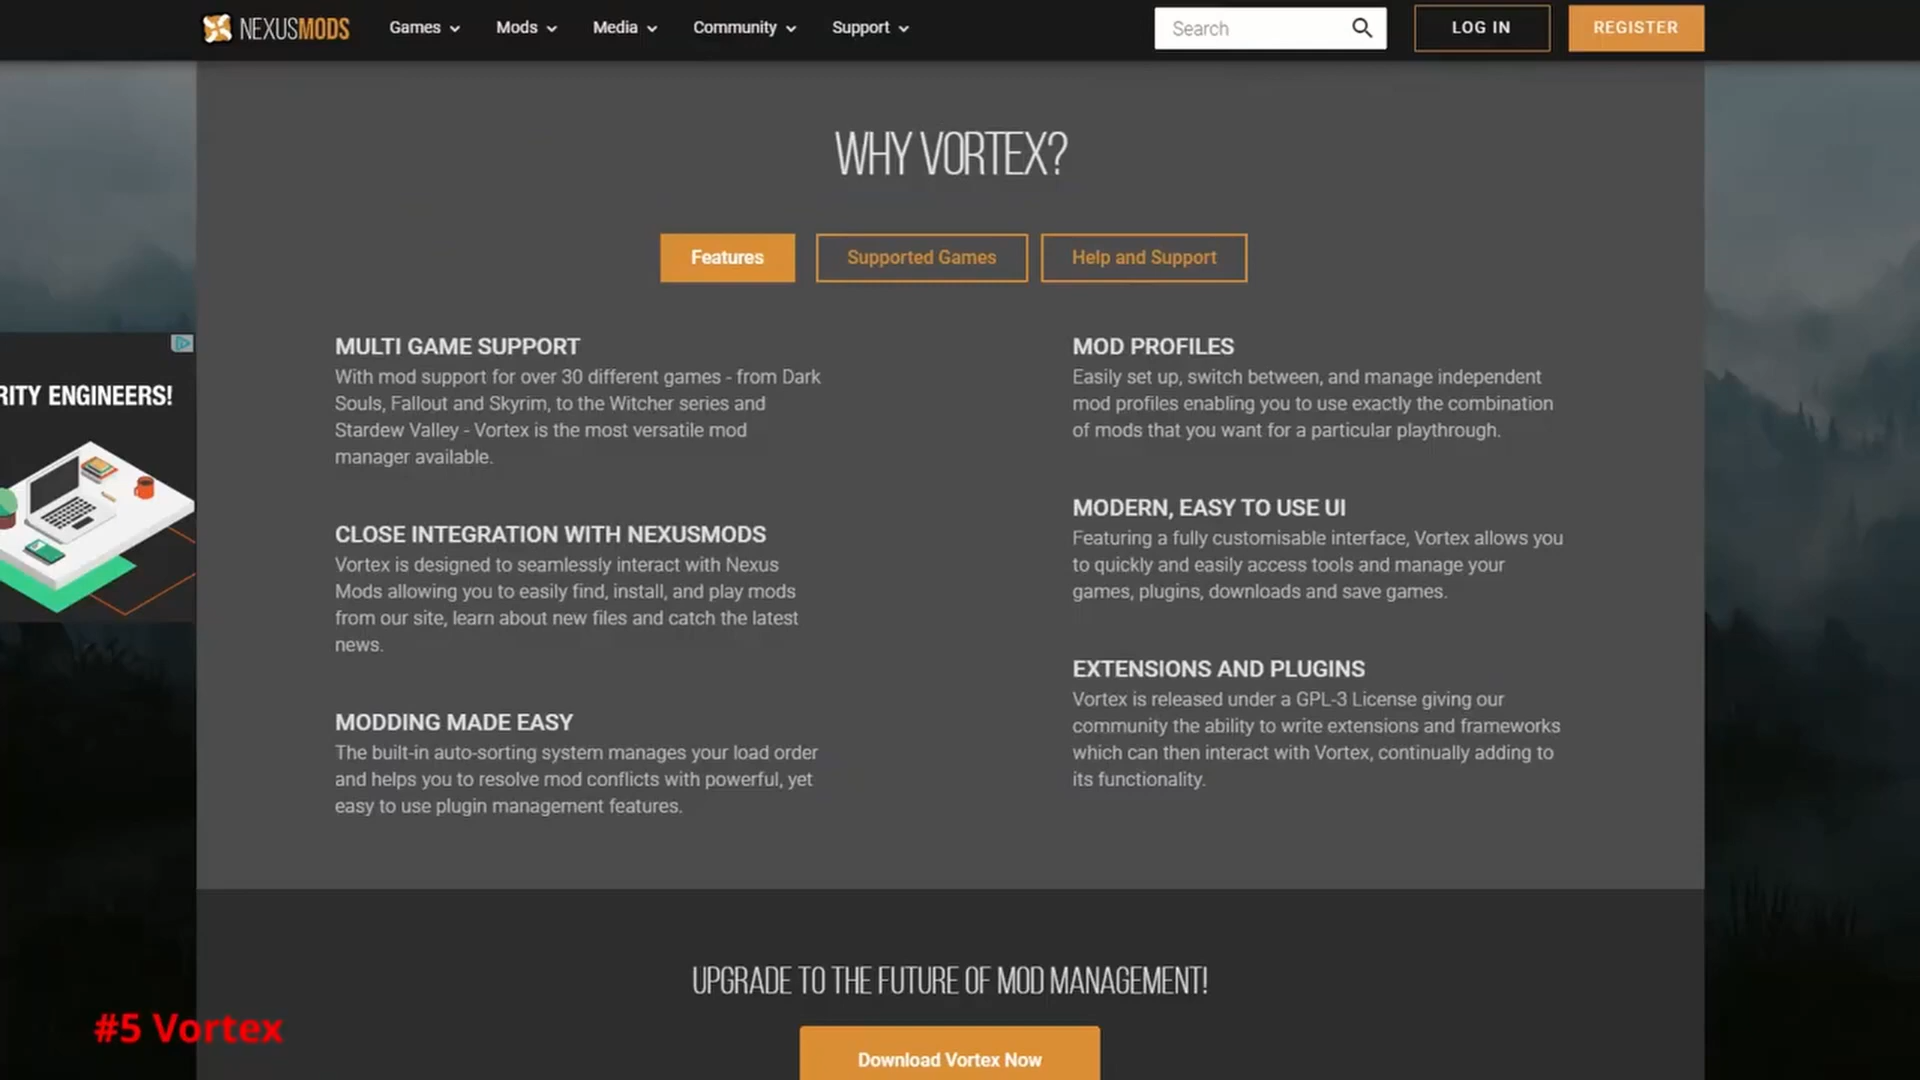 NEXUSMODS
Games
Mods
Media
Community
Support
Search
LOG IN
REGISTER
WHY VORTEX?
Features
Supported Games
Help and Support
MULTI GAME SUPPORT
With mod support for over 30 different games - from Dark
Souls, Fallout and Skyrim, to the Witcher series and
Stardew Valley - Vortex is the most versatile mod
manager available.
CLOSE INTEGRATION WITH NEXUSMODS
Vortex is designed to seamlessly interact with Nexus
Mods allowing you to easily find, install, and play mods
from our site, learn about new files and catch the latest
news.
MODDING MADE EASY
The built-in auto-sorting system manages your load order
and helps you to resolve mod conflicts with powerful, yet
easy to use plugin management features.
MOD PROFILES
Easily set up, switch between, and manage independent
mod profiles enabling you to use exactly the combination
of mods that you want for a particular playthrough.
MODERN, EASY TO USE UI
Featuring a fully customisable interface, Vortex allows you
to quickly and easily access tools and manage your
games, plugins, downloads and save games.
EXTENSIONS AND PLUGINS
Vortex is released under a GPL-3 License giving our
community the ability to write extensions and frameworks
which can then interact with Vortex, continually adding to
its functionality.
RITY ENGINEERS!
UPGRADE TO THE FUTURE OF MOD MANAGEMENT!
Download Vortex Now
#5 Vortex